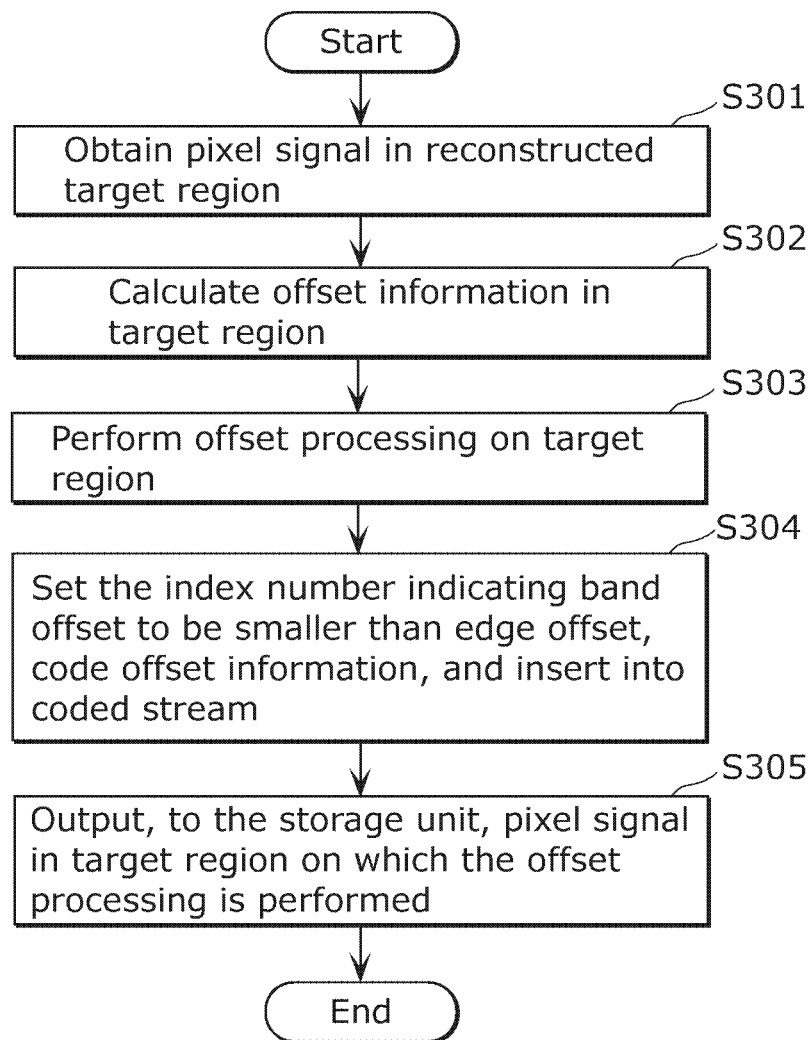 Start
S301
Obtain pixel signal in reconstructed
target region
S302
Calculate offset information in
target region
S303
Perform offset processing on target
region
S304
Set the index number indicating band
offset to be smaller than edge offset,
code offset information, and insert into
coded stream
S305
Output, to the storage unit, pixel signal
in target region on which the offset
processing is performed
End